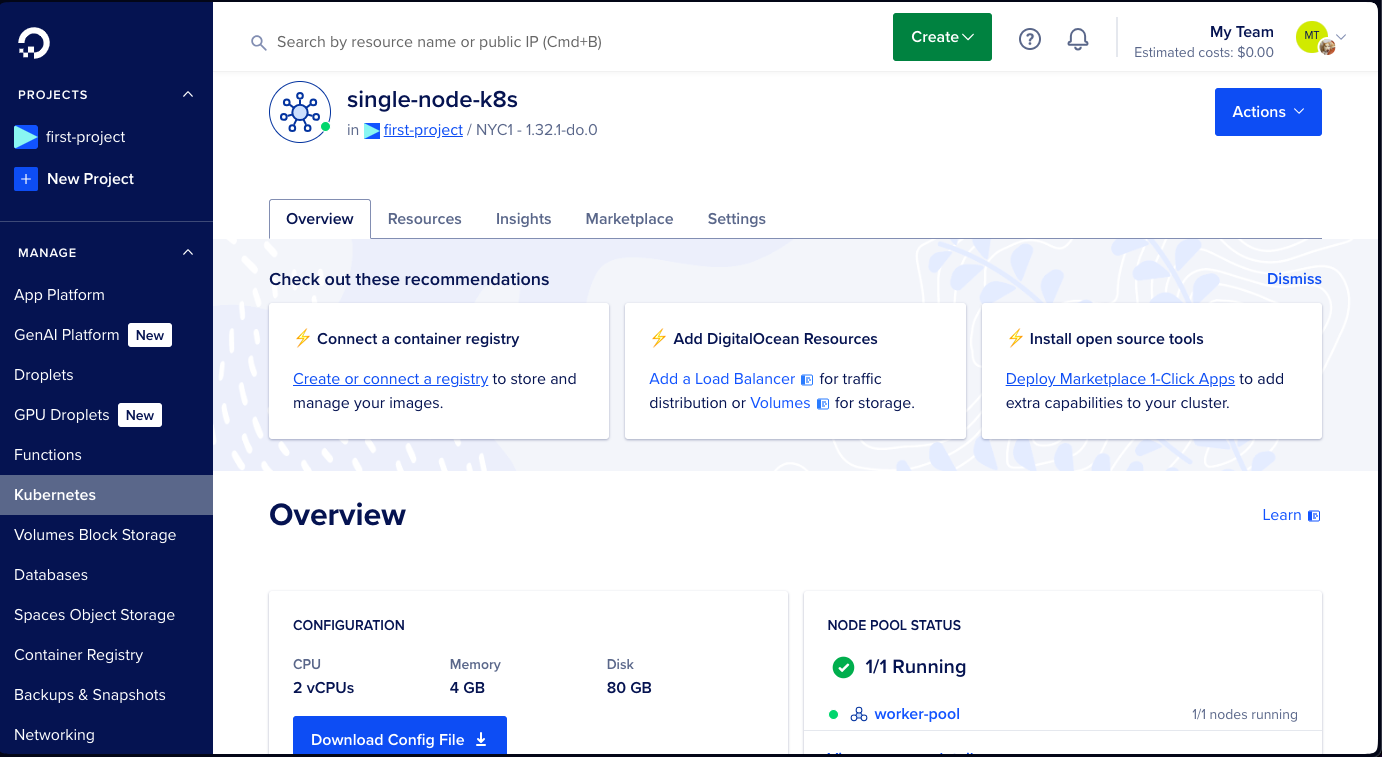 Search by resource name or public IP (Cmd+B)
Create
My Team
Estimated costs: $0.00
MT
PROJECTS
first-project
New Project
MANAGE
App Platform
GenAI Platform New
Droplets
GPU Droplets New
Functions
Kubernetes
Volumes Block Storage
Databases
Spaces Object Storage
Container Registry
Backups & Snapshots
Networking
single-node-k8s
in first-project / NYC1 - 1.32.1-do.0
Actions
Overview Resources Insights Marketplace Settings
Check out these recommendations
Dismiss
Connect a container registry
Create or connect a registry to store and
manage your images.
Add DigitalOcean Resources
Add a Load Balancer for traffic
distribution or Volumes for storage.
Install open source tools
Deploy Marketplace 1-Click Apps to add
extra capabilities to your cluster.
Overview
Learn
CONFIGURATION
CPU Memory Disk
2 vCPUs 4 GB 80 GB
Download Config File
NODE POOL STATUS
1/1 Running
worker-pool 1/1 nodes running